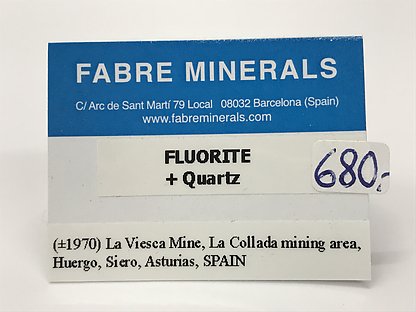 FABRE MINERALS
C/ Arc de Sant Martí 79 Local 08032 Barcelona (Spain)
www.fabreminerals.com
FLUORITE
+ Quartz
680,-
(±1970) La Viesca Mine, La Collada mining area,
Huergo, Siero, Asturias, SPAIN